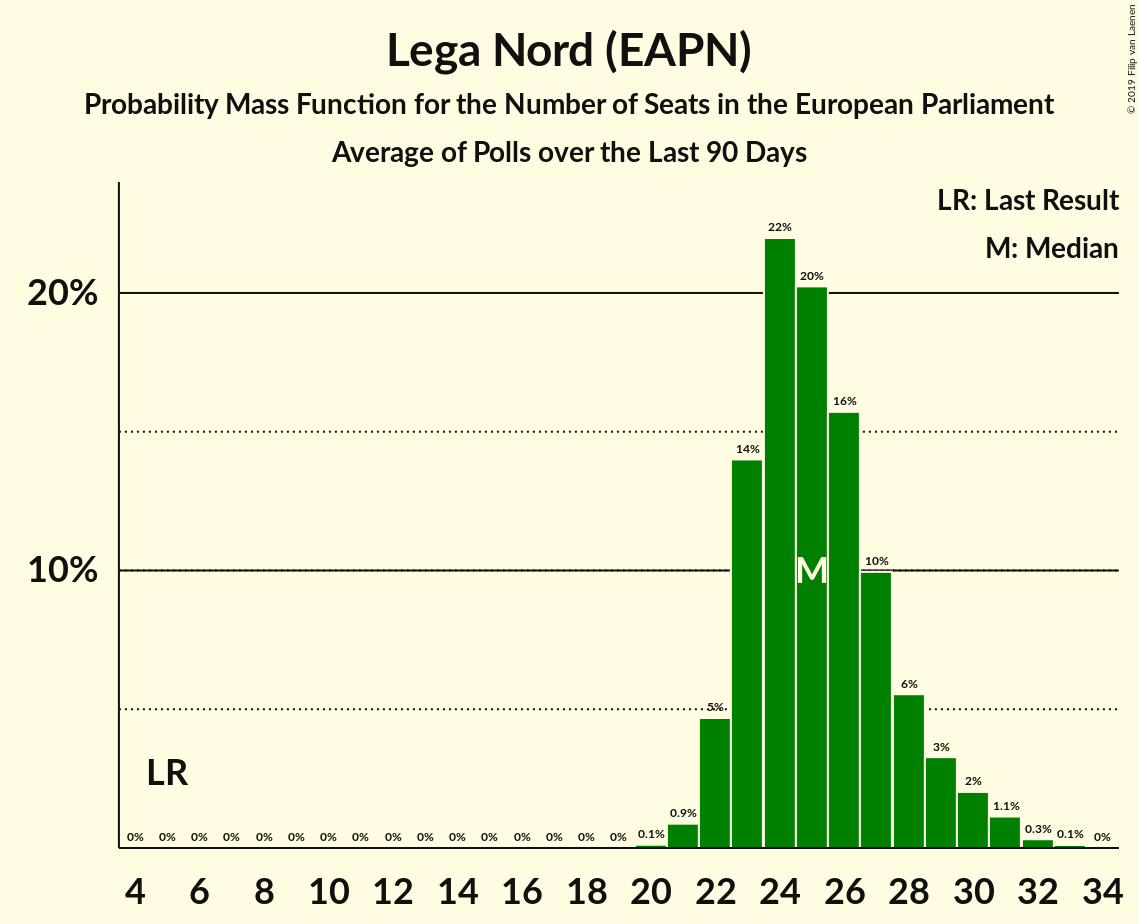 Lega Nord (EAPN)
Probability Mass Function for the Number of Seats in the European Parliament
Average of Polls over the Last 90 Days
© 2019 Filip van Laenen
LR: Last Result
M: Median
20%
10%
22%
20%
16%
14%
10%
6%
5%
3%
2%
1.1%
0.9%
0.3%
0.1%
0.1%
0%
M
LR
0% 0% 0% 0% 0% 0% 0% 0% 0% 0% 0% 0% 0% 0% 0% 0%
4 6 8 10 12 14 16 18 20 22 24 26 28 30 32 34